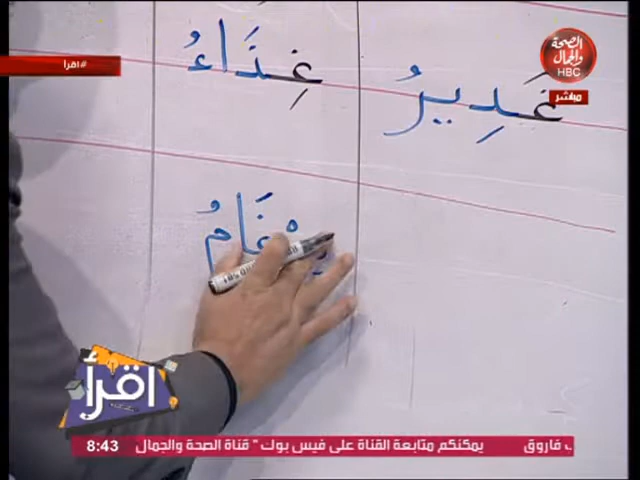 الصحة
والجمال
HBC
مباشر
#اقرأ
غِذَاءُ
غَدِيرُ
اقرأ
8:43
يمكنكم متابعة القناة على فيس بوك " قناة الصحة والجمال
ب فاروق